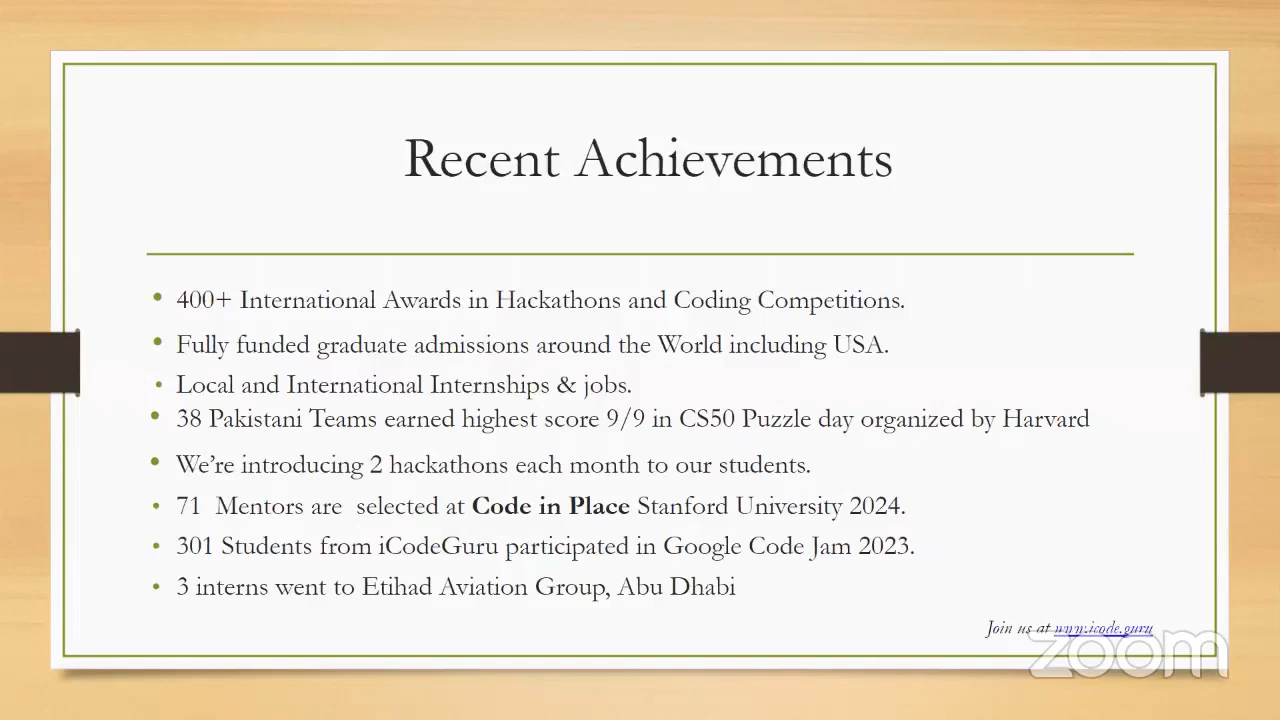 Recent Achievements
• 400+ International Awards in Hackathons and Coding Competitions.
• Fully funded graduate admissions around the World including USA.
• Local and International Internships & jobs.
• 38 Pakistani Teams earned highest score 9/9 in CS50 Puzzle day organized by Harvard
• We're introducing 2 hackathons each month to our students.
• 71  Mentors are  selected at Code in Place Stanford University 2024.
• 301 Students from iCodeGuru participated in Google Code Jam 2023.
• 3 interns went to Etihad Aviation Group, Abu Dhabi
Join us at www.icode.guru
zoom